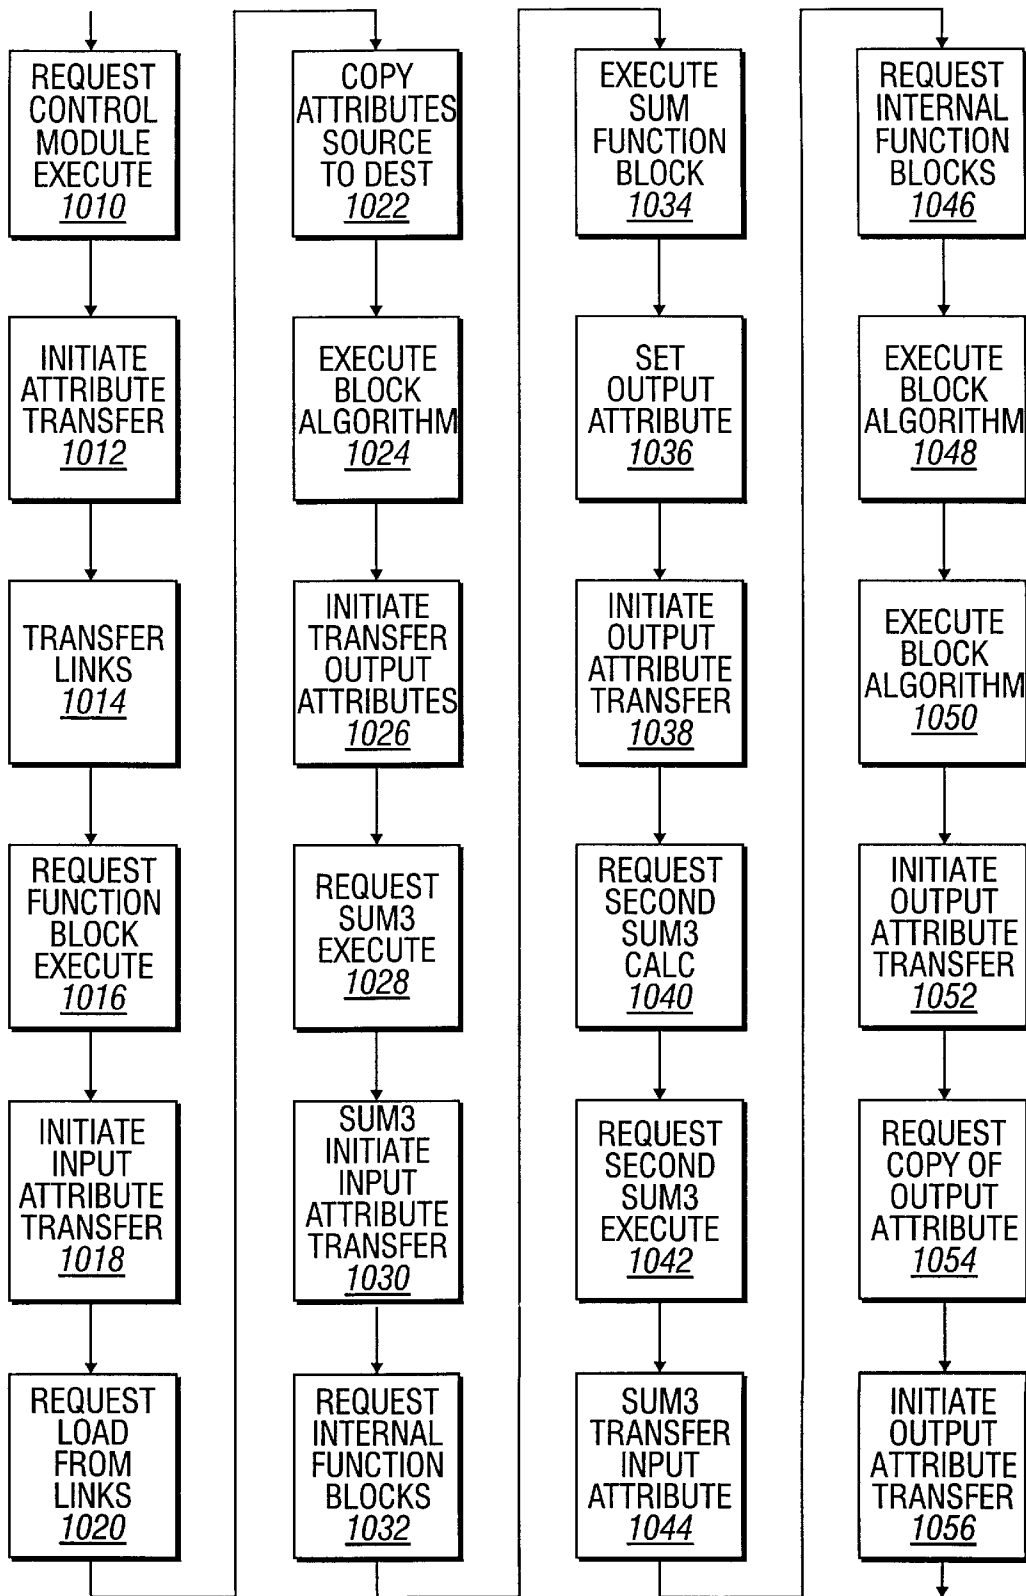 REQUEST
CONTROL
MODULE
EXECUTE
1010
INITIATE
ATTRIBUTE
TRANSFER
1012
TRANSFER
LINKS
1014
REQUEST
FUNCTION
BLOCK
EXECUTE
1016
INITIATE
INPUT
ATTRIBUTE
TRANSFER
1018
REQUEST
LOAD
FROM
LINKS
1020
COPY
ATTRIBUTES
SOURCE
TO DEST
1022
EXECUTE
BLOCK
ALGORITHM
1024
INITIATE
TRANSFER
OUTPUT
ATTRIBUTES
1026
REQUEST
SUM3
EXECUTE
1028
SUM3
INITIATE
INPUT
ATTRIBUTE
TRANSFER
1030
REQUEST
INTERNAL
FUNCTION
BLOCKS
1032
EXECUTE
SUM
FUNCTION
BLOCK
1034
SET
OUTPUT
ATTRIBUTE
1036
INITIATE
OUTPUT
ATTRIBUTE
TRANSFER
1038
REQUEST
SECOND
SUM3
CALC
1040
REQUEST
SECOND
SUM3
EXECUTE
1042
SUM3
TRANSFER
INPUT
ATTRIBUTE
1044
REQUEST
INTERNAL
FUNCTION
BLOCKS
1046
EXECUTE
BLOCK
ALGORITHM
1048
EXECUTE
BLOCK
ALGORITHM
1050
INITIATE
OUTPUT
ATTRIBUTE
TRANSFER
1052
REQUEST
COPY OF
OUTPUT
ATTRIBUTE
1054
INITIATE
OUTPUT
ATTRIBUTE
TRANSFER
1056